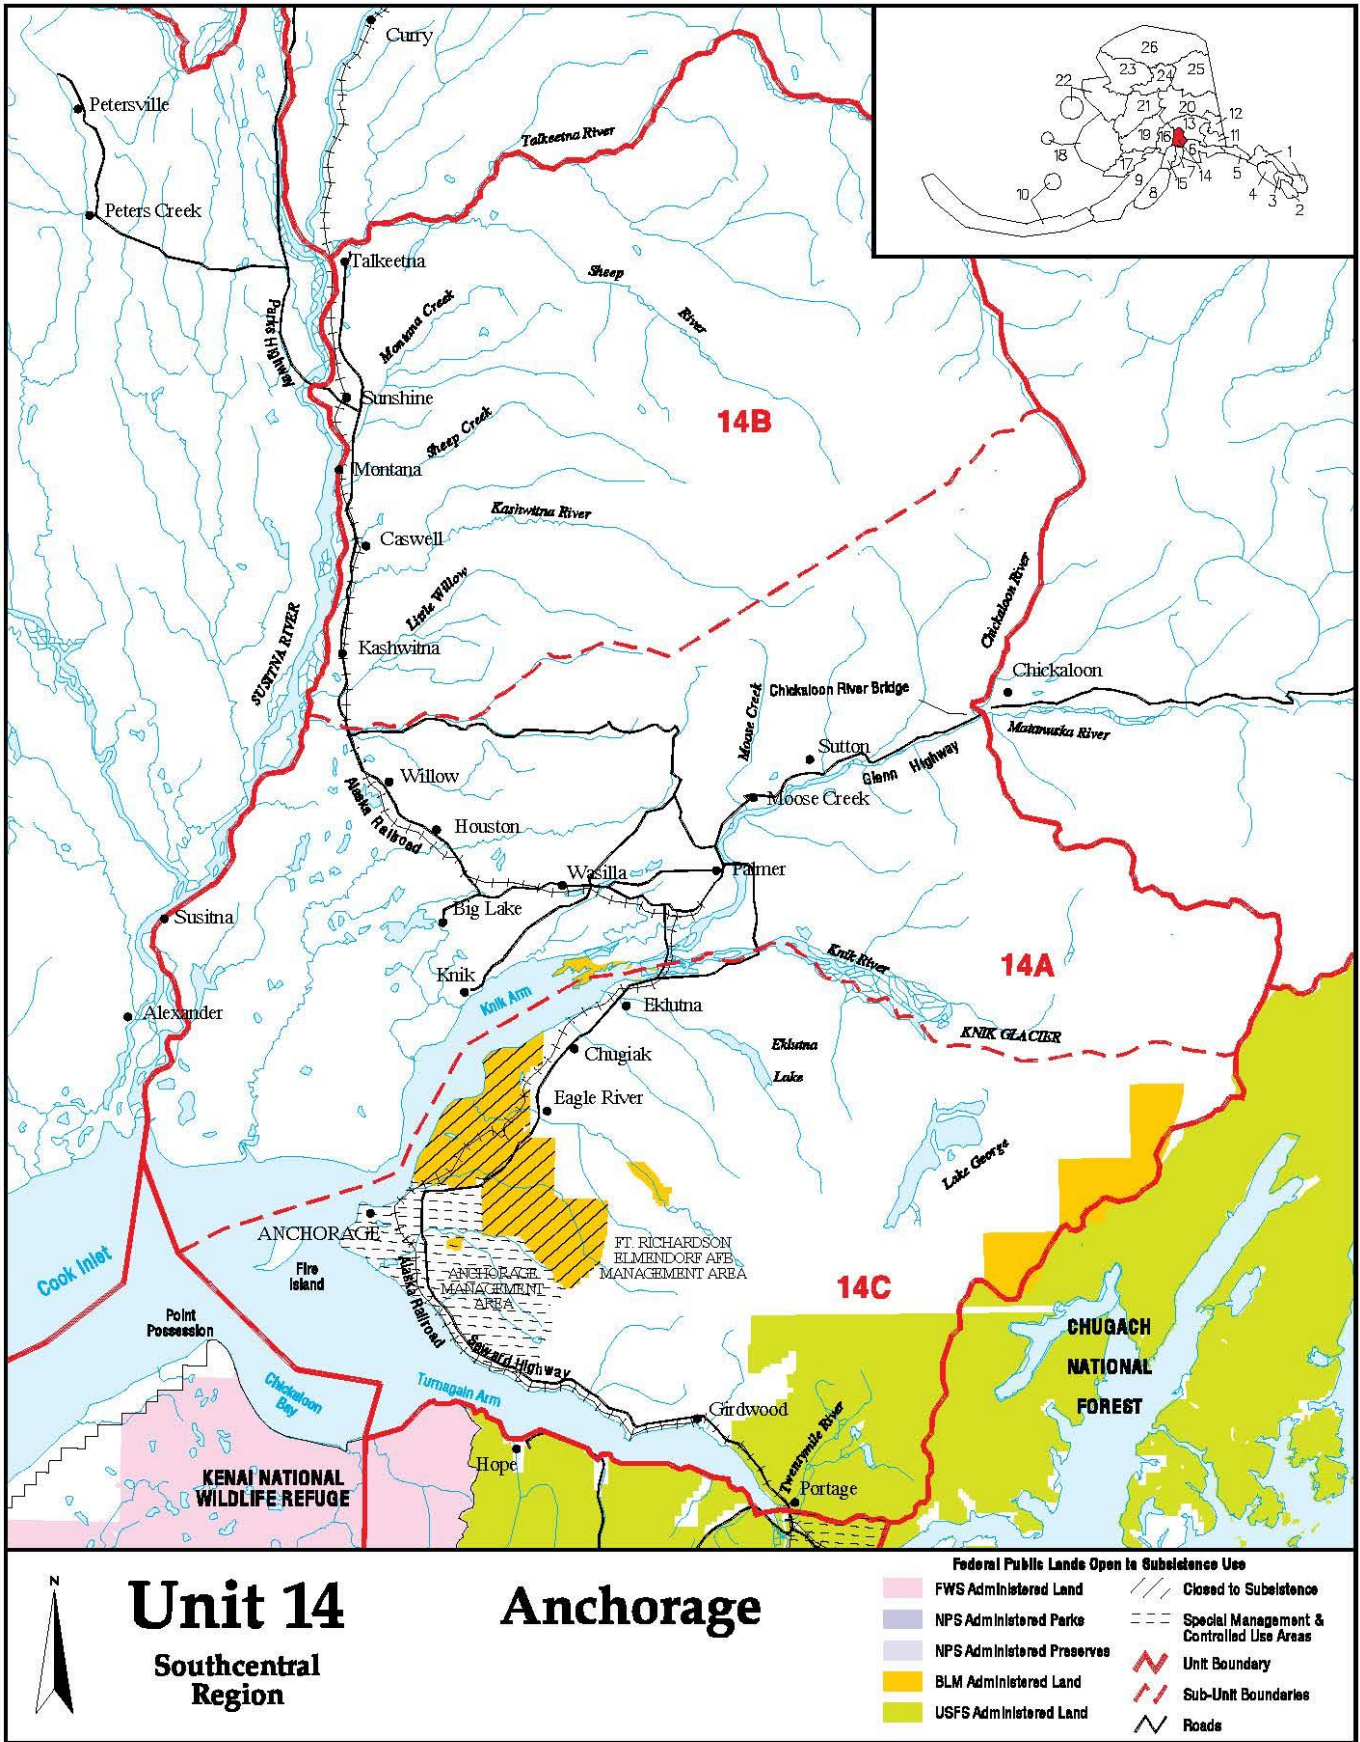 Curry
Petersville
Talkeetna River
Peters Creek
Talkeetna
Sheep
River
Parks Highway
Montana Creek
Sunshine
14B
Sheep Creek
Montana
Kashwitna River
Caswell
Little Willow
SUSITNA RIVER
Kashwitna
Chickaloon River
Chickaloon
Moose Creek
Chickaloon River Bridge
Matanuska River
Sutton
Glenn Highway
Willow
Alaska Railroad
Moose Creek
Houston
Wasilla
Palmer
Big Lake
Susitna
Knik
Knik River
14A
Knik Arm
Eklutna
Alexander
KNIK GLACIER
Eklutna
Lake
Chugiak
Eagle River
Lake George
ANCHORAGE
Fire
Island
Cook Inlet
FT. RICHARDSON
ELMENDORF AFB
MANAGEMENT AREA
ANCHORAGE
MANAGEMENT
AREA
Alaska Railroad
14C
Point
Possession
Seward Highway
CHUGACH
NATIONAL
FOREST
Chickaloon
Bay
Turnagain Arm
Girdwood
Twentymile River
Hope
KENAI NATIONAL
WILDLIFE REFUGE
Portage
26
23
24
25
22
21
20
12
13
11
19
16
6
18
17
7
14
5
1
9
8
15
10
4
3
2
N
Unit 14
Southcentral
Region
Anchorage
Federal Public Lands Open to Subsistence Use
FWS Administered Land
NPS Administered Parks
NPS Administered Preserves
BLM Administered Land
USFS Administered Land
Closed to Subsistence
Special Management &
Controlled Use Areas
Unit Boundary
Sub-Unit Boundaries
Roads